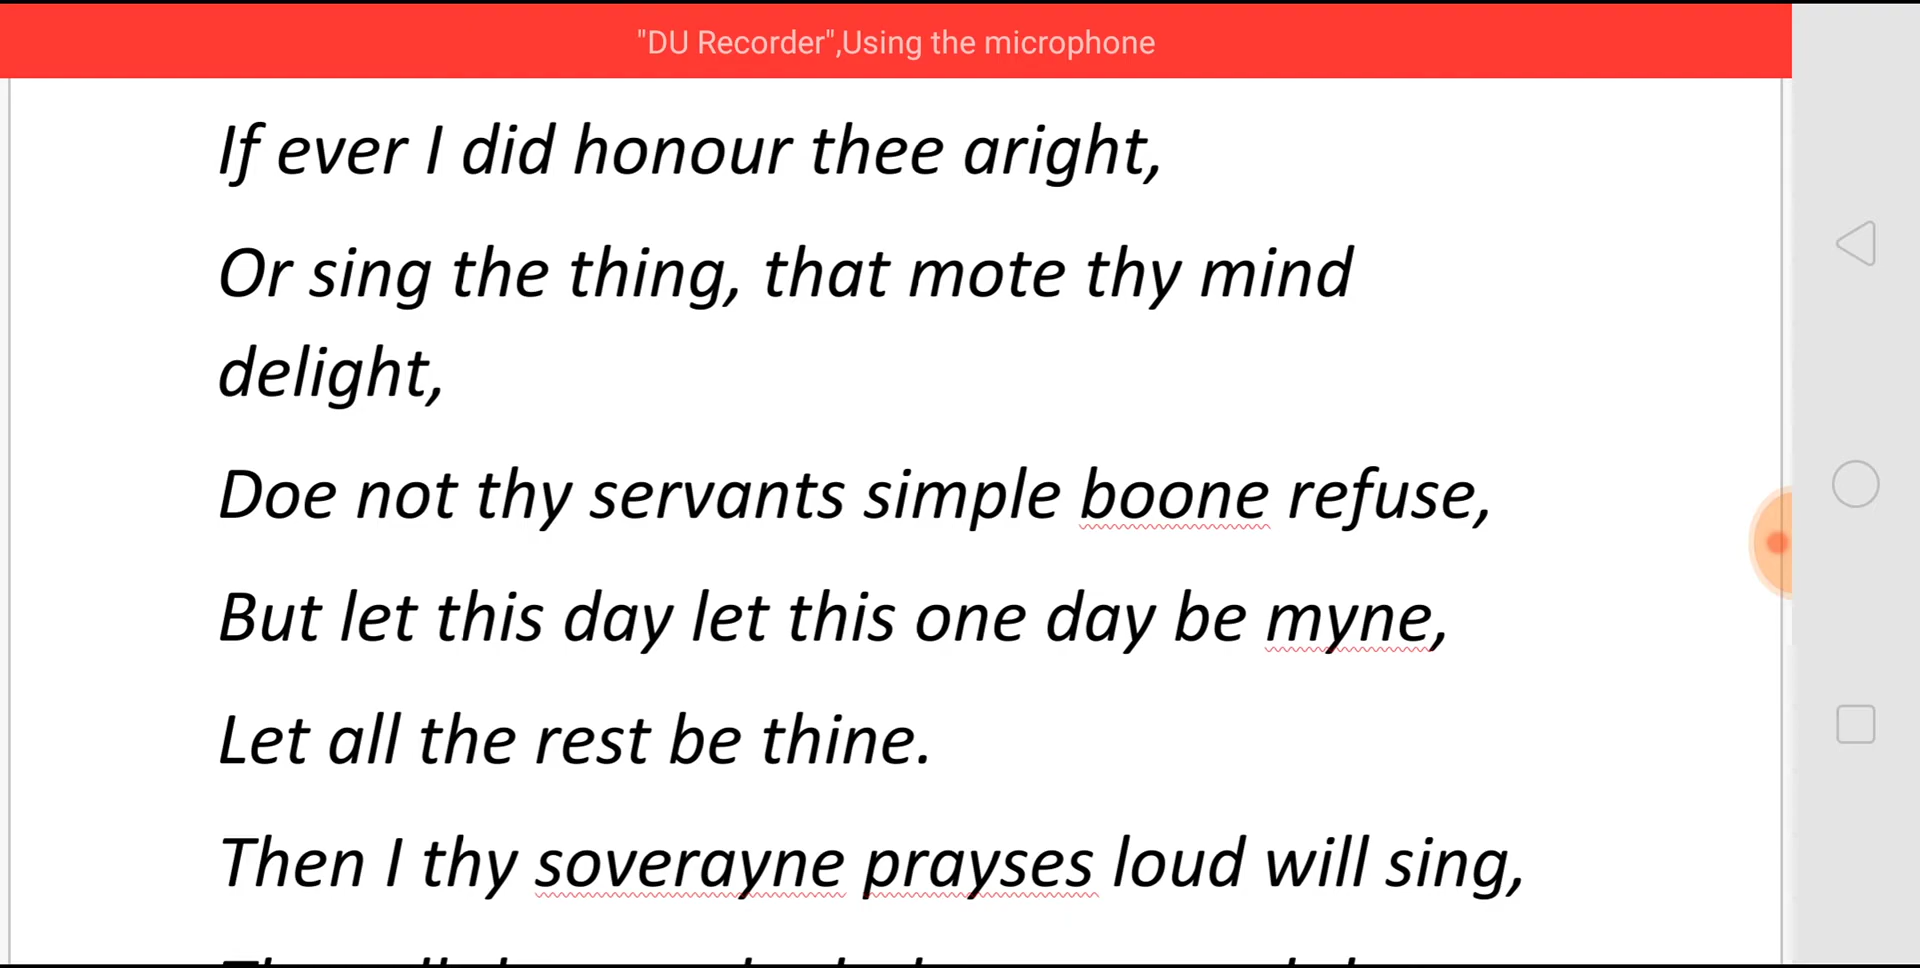 "DU Recorder",Using the microphone
If ever I did honour thee aright,
Or sing the thing, that mote thy mind
delight,
Doe not thy servants simple boone refuse,
But let this day let this one day be myne,
Let all the rest be thine.
Then I thy soverayne prayses loud will sing,